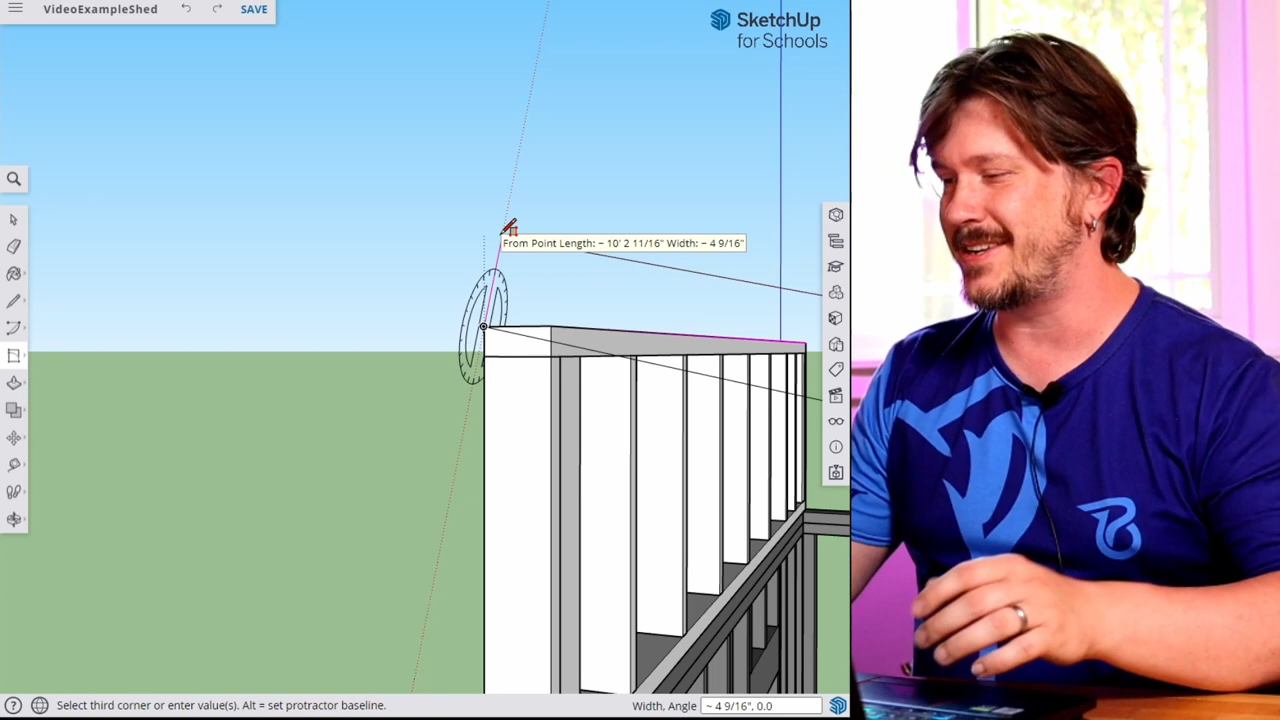 VideoExampleShed SAVE
SketchUp
for Schools
From Point Length: ~ 10' 2 11/16" Width: ~ 4 9/16"
Select third corner or enter value(s). Alt = set protractor baseline.
Width, Angle ~ 4 9/16", 0.0